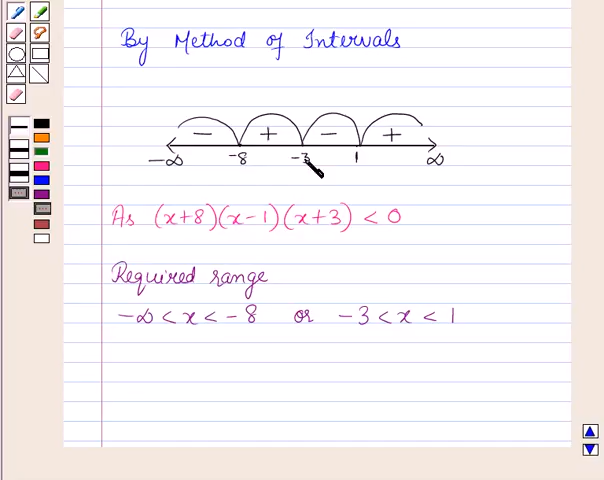 By Method of Intervals
− + − +
−∞ −8 −3 1 ∞
As (x+8)(x−1)(x+3) < 0
Required range
−∞ < x < −8 or −3 < x < 1